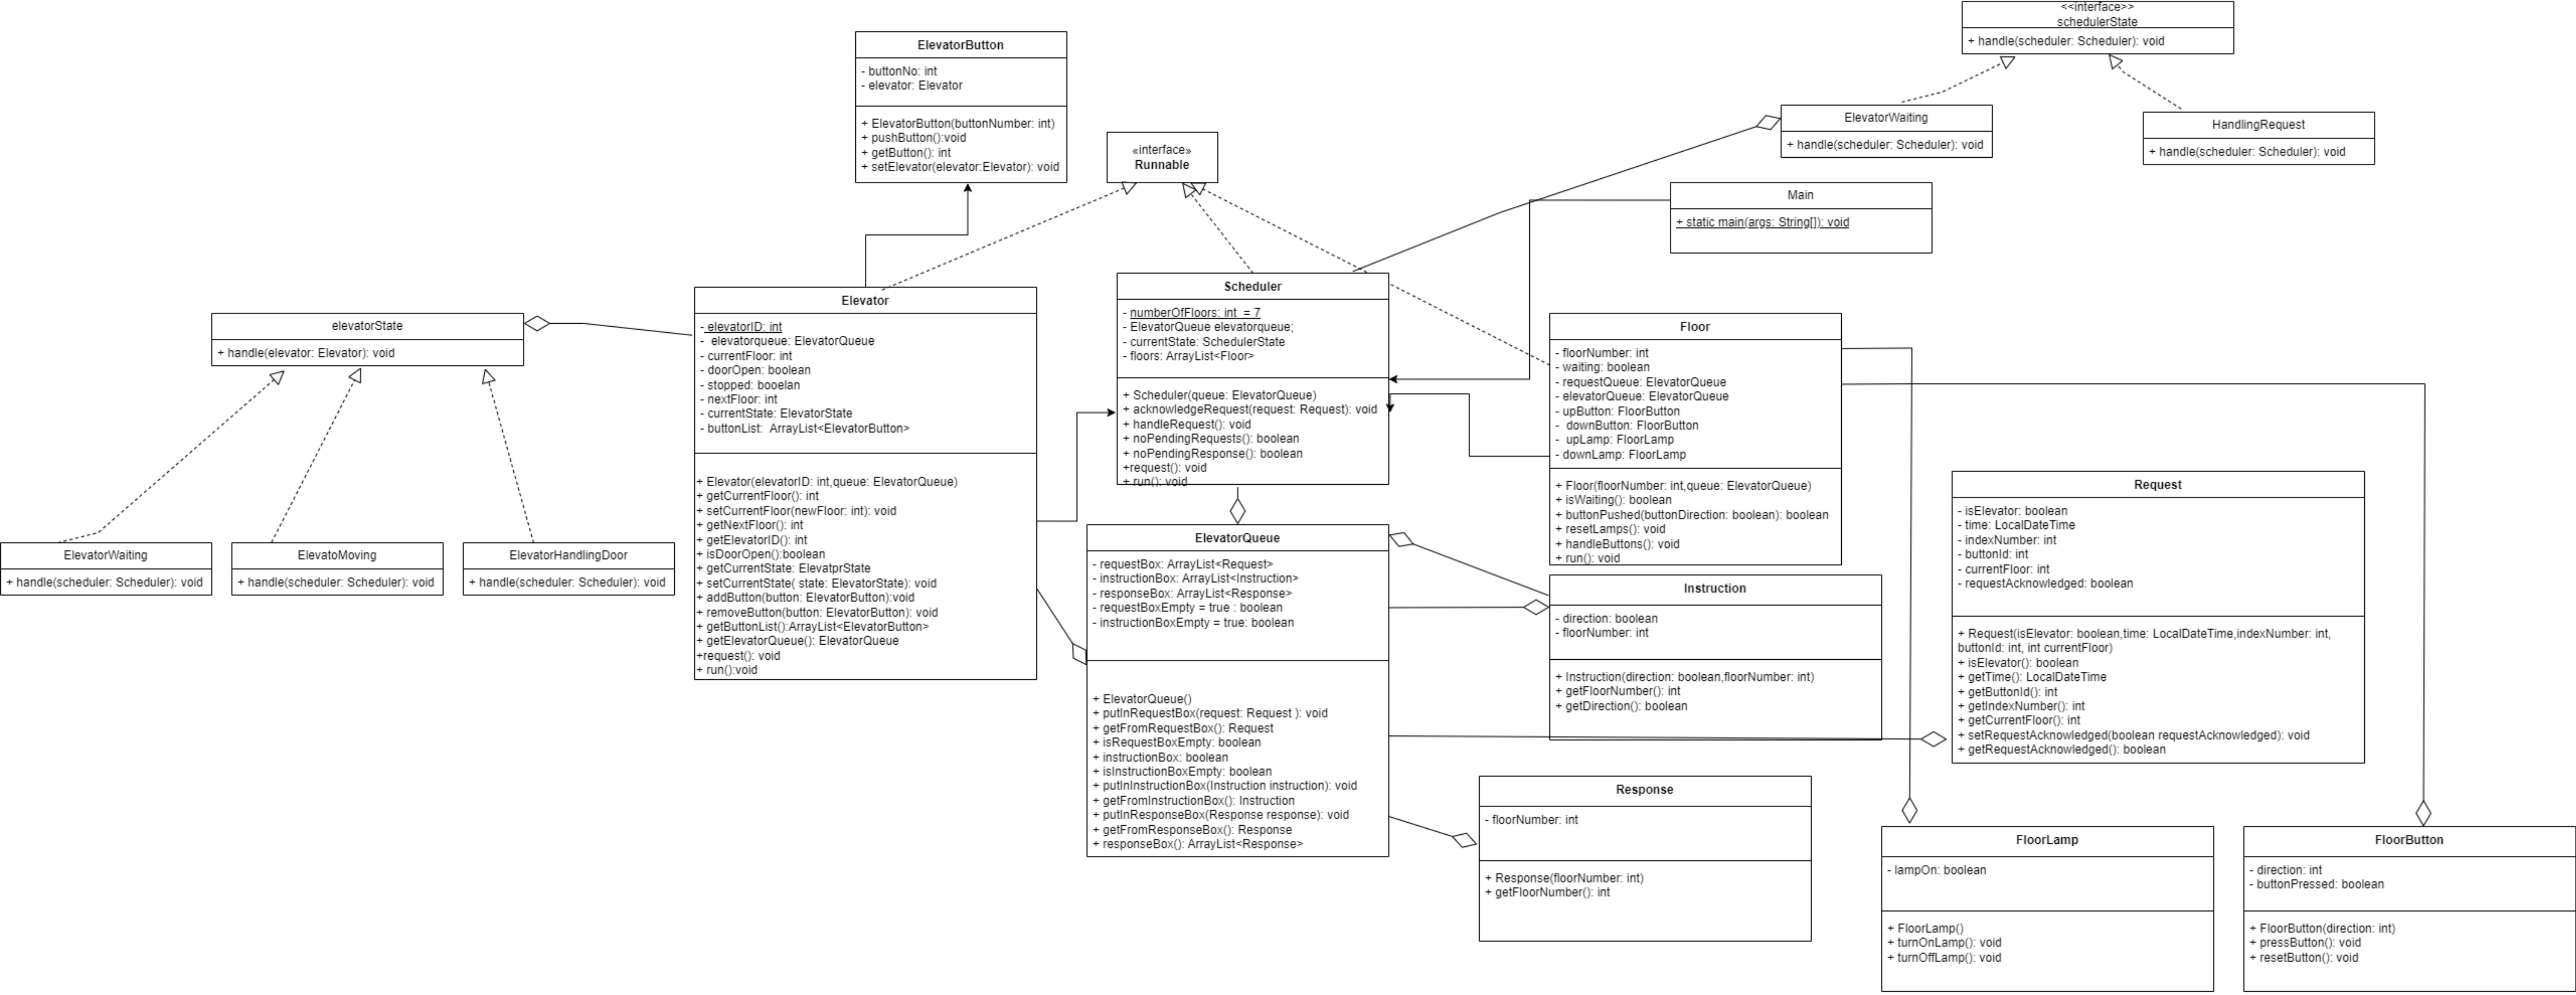 <<interface>>
schedulerState
+ handle(scheduler: Scheduler): void
ElevatorButton
- buttonNo: int
- elevator: Elevator
+ ElevatorButton(buttonNumber: int)
+ pushButton():void
+ getButton(): int
+ setElevator(elevator:Elevator): void
«interface»
Runnable
ElevatorWaiting
+ handle(scheduler: Scheduler): void
HandlingRequest
+ handle(scheduler: Scheduler): void
Main
+ static main(args: String[]): void
elevatorState
+ handle(elevator: Elevator): void
Elevator
- elevatorID: int
- elevatorqueue: ElevatorQueue
- currentFloor: int
- doorOpen: boolean
- stopped: booelan
- nextFloor: int
- currentState: ElevatorState
- buttonList: ArrayList<ElevatorButton>
+ Elevator(elevatorID: int,queue: ElevatorQueue)
+ getCurrentFloor(): int
+ setCurrentFloor(newFloor: int): void
+ getNextFloor(): int
+ getElevatorID(): int
+ isDoorOpen():boolean
+ getCurrentState: ElevatprState
+ setCurrentState( state: ElevatorState): void
+ addButton(button: ElevatorButton):void
+ removeButton(button: ElevatorButton): void
+ getButtonList():ArrayList<ElevatorButton>
+ getElevatorQueue(): ElevatorQueue
+request(): void
+ run():void
Scheduler
- numberOfFloors: int = 7
- ElevatorQueue elevatorqueue;
- currentState: SchedulerState
- floors: ArrayList<Floor>
+ Scheduler(queue: ElevatorQueue)
+ acknowledgeRequest(request: Request): void
+ handleRequest(): void
+ noPendingRequests(): boolean
+ noPendingResponse(): boolean
+request(): void
+ run(): void
Floor
- floorNumber: int
- waiting: boolean
- requestQueue: ElevatorQueue
- elevatorQueue: ElevatorQueue
- upButton: FloorButton
- downButton: FloorButton
- upLamp: FloorLamp
- downLamp: FloorLamp
+ Floor(floorNumber: int,queue: ElevatorQueue)
+ isWaiting(): boolean
+ buttonPushed(buttonDirection: boolean): boolean
+ resetLamps(): void
+ handleButtons(): void
+ run(): void
Request
- isElevator: boolean
- time: LocalDateTime
- indexNumber: int
- buttonId: int
- currentFloor: int
- requestAcknowledged: boolean
+ Request(isElevator: boolean,time: LocalDateTime,indexNumber: int,
buttonId: int, int currentFloor)
+ isElevator(): boolean
+ getTime(): LocalDateTime
+ getButtonId(): int
+ getIndexNumber(): int
+ getCurrentFloor(): int
+ setRequestAcknowledged(boolean requestAcknowledged): void
+ getRequestAcknowledged(): boolean
ElevatorWaiting
+ handle(scheduler: Scheduler): void
ElevatoMoving
+ handle(scheduler: Scheduler): void
ElevatorHandlingDoor
+ handle(scheduler: Scheduler): void
ElevatorQueue
- requestBox: ArrayList<Request>
- instructionBox: ArrayList<Instruction>
- responseBox: ArrayList<Response>
- requestBoxEmpty = true : boolean
- instructionBoxEmpty = true: boolean
+ ElevatorQueue()
+ putInRequestBox(request: Request ): void
+ getFromRequestBox(): Request
+ isRequestBoxEmpty: boolean
+ instructionBox: boolean
+ isInstructionBoxEmpty: boolean
+ putInInstructionBox(Instruction instruction): void
+ getFromInstructionBox(): Instruction
+ putInResponseBox(Response response): void
+ getFromResponseBox(): Response
+ responseBox(): ArrayList<Response>
Instruction
- direction: boolean
- floorNumber: int
+ Instruction(direction: boolean,floorNumber: int)
+ getFloorNumber(): int
+ getDirection(): boolean
Response
- floorNumber: int
+ Response(floorNumber: int)
+ getFloorNumber(): int
FloorLamp
- lampOn: boolean
+ FloorLamp()
+ turnOnLamp(): void
+ turnOffLamp(): void
FloorButton
- direction: int
- buttonPressed: boolean
+ FloorButton(direction: int)
+ pressButton(): void
+ resetButton(): void